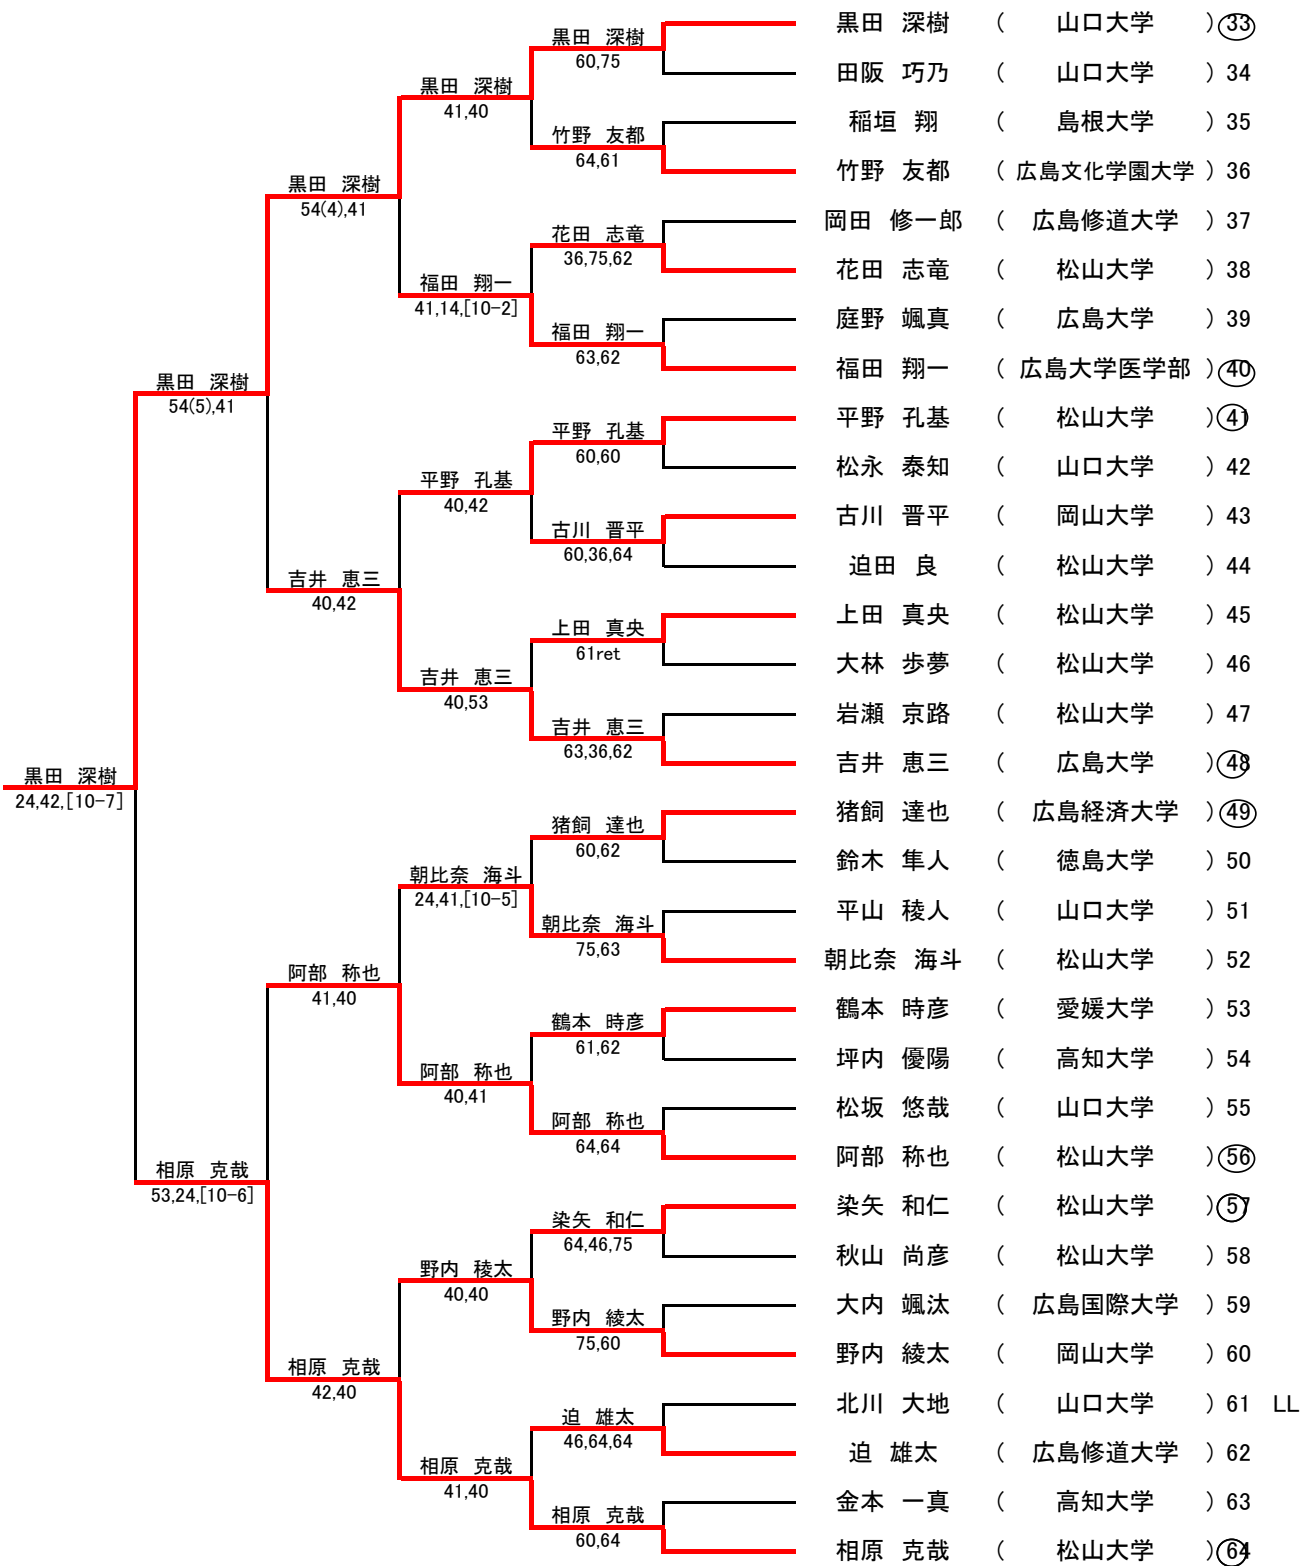 黒田 深樹 ( 山口大学 ) 33
黒田 深樹
60,75
田阪 巧乃 ( 山口大学 ) 34
黒田 深樹
41,40
稲垣 翔 ( 島根大学 ) 35
竹野 友都
64,61
竹野 友都 ( 広島文化学園大学 ) 36
黒田 深樹
54(4),41
岡田 修一郎 ( 広島修道大学 ) 37
花田 志竜
36,75,62
花田 志竜 ( 松山大学 ) 38
福田 翔一
41,14,[10-2]
庭野 颯真 ( 広島大学 ) 39
福田 翔一
63,62
福田 翔一 ( 広島大学医学部 ) 40
黒田 深樹
54(5),41
平野 孔基 ( 松山大学 ) 41
平野 孔基
60,60
松永 泰知 ( 山口大学 ) 42
平野 孔基
40,42
古川 晋平 ( 岡山大学 ) 43
古川 晋平
60,36,64
迫田 良 ( 松山大学 ) 44
吉井 恵三
40,42
上田 真央 ( 松山大学 ) 45
上田 真央
61ret
大林 歩夢 ( 松山大学 ) 46
吉井 恵三
40,53
岩瀬 京路 ( 松山大学 ) 47
吉井 恵三
63,36,62
吉井 恵三 ( 広島大学 ) 48
黒田 深樹
24,42,[10-7]
猪飼 達也 ( 広島経済大学 ) 49
猪飼 達也
60,62
鈴木 隼人 ( 徳島大学 ) 50
朝比奈 海斗
24,41,[10-5]
平山 稜人 ( 山口大学 ) 51
朝比奈 海斗
75,63
朝比奈 海斗 ( 松山大学 ) 52
阿部 称也
41,40
鶴本 時彦 ( 愛媛大学 ) 53
鶴本 時彦
61,62
坪内 優陽 ( 高知大学 ) 54
阿部 称也
40,41
松坂 悠哉 ( 山口大学 ) 55
阿部 称也
64,64
阿部 称也 ( 松山大学 ) 56
相原 克哉
53,24,[10-6]
染矢 和仁 ( 松山大学 ) 57
染矢 和仁
64,46,75
秋山 尚彦 ( 松山大学 ) 58
野内 稜太
40,40
大内 颯汰 ( 広島国際大学 ) 59
野内 綾太
75,60
野内 綾太 ( 岡山大学 ) 60
相原 克哉
42,40
北川 大地 ( 山口大学 ) 61 LL
迫 雄太
46,64,64
迫 雄太 ( 広島修道大学 ) 62
相原 克哉
41,40
金本 一真 ( 高知大学 ) 63
相原 克哉
60,64
相原 克哉 ( 松山大学 ) 64